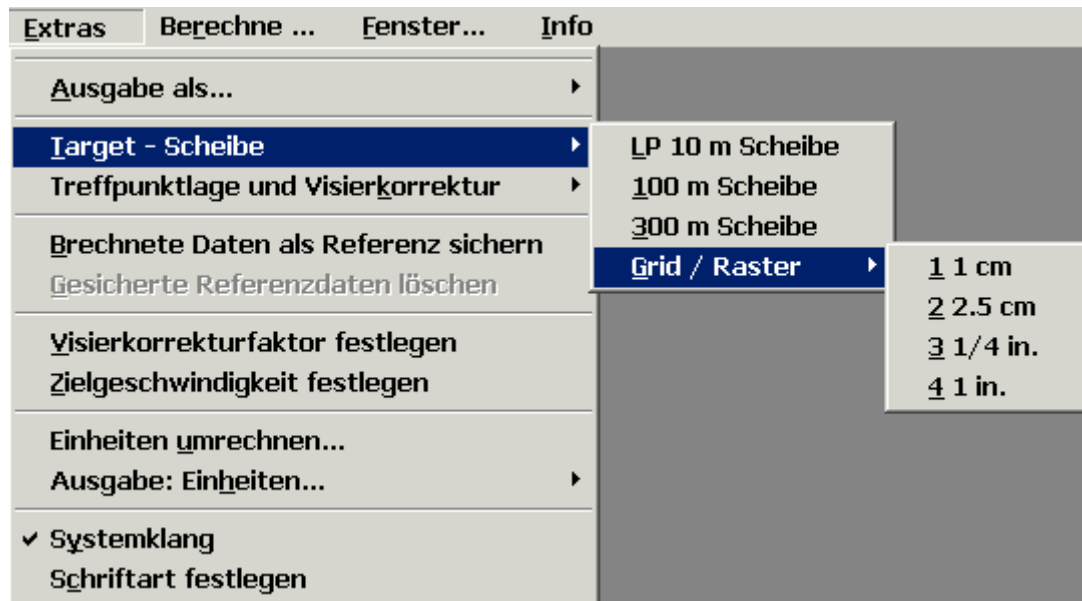 Extras Berechne ... Fenster... Info
Ausgabe als...
Target - Scheibe
Treffpunktlage und Visierkorrektur
Brechnete Daten als Referenz sichern
Gesicherte Referenzdaten löschen
Visierkorrekturfaktor festlegen
Zielgeschwindigkeit festlegen
Einheiten umrechnen...
Ausgabe: Einheiten...
Systemklang
Schriftart festlegen
LP 10 m Scheibe
100 m Scheibe
300 m Scheibe
Grid / Raster
1 1 cm
2 2.5 cm
3 1/4 in.
4 1 in.